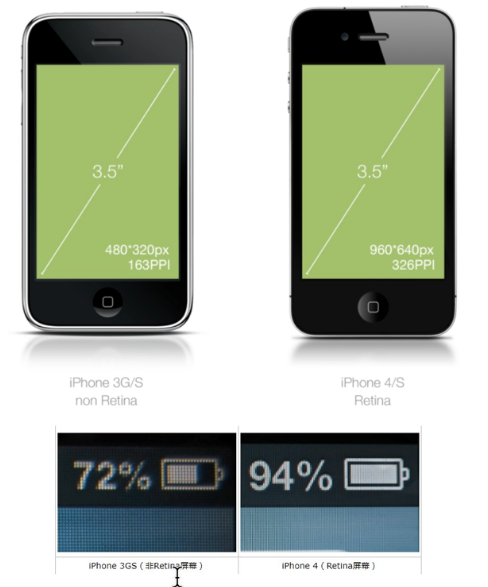 3.5"
480*320px
163PPI
3.5"
960*640px
326PPI
iPhone 3G/S
non Retina
iPhone 4/S
Retina
72%
94%
iPhone 3GS（非Retina屏幕）
iPhone 4（Retina屏幕）